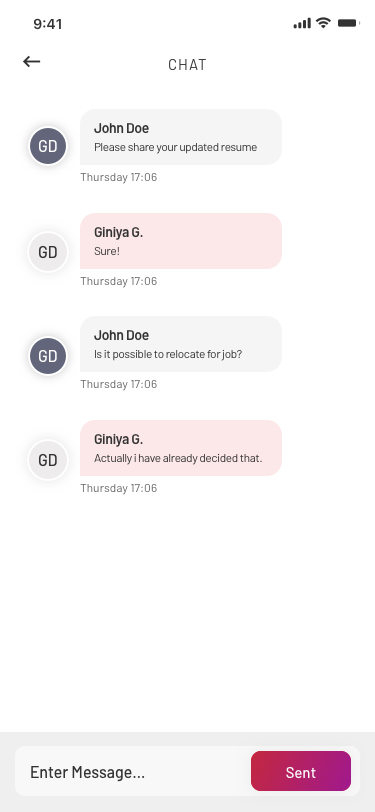 9:41
CHAT
John Doe
GD
Please share your updated resume
Thursday 17:06
Giniya G.
GD
Sure!
Thursday 17:06
John Doe
GD
Is it possible to relocate for job?
Thursday 17:06
Giniya G.
GD
Actually i have already decided that.
Thursday 17:06
Enter Message...
Sent